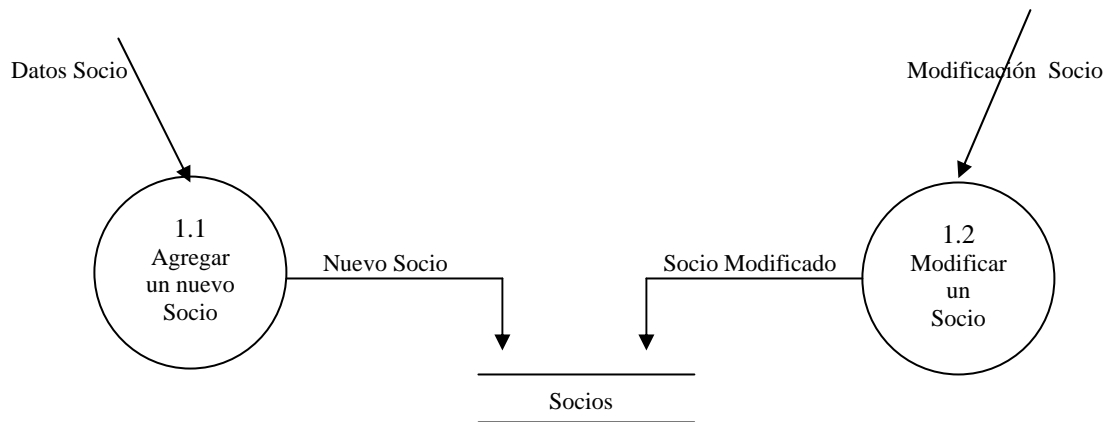 Datos Socio
Modificación Socio
1.1
Agregar
un nuevo
Socio
Nuevo Socio
Socio Modificado
1.2
Modificar
un
Socio
Socios